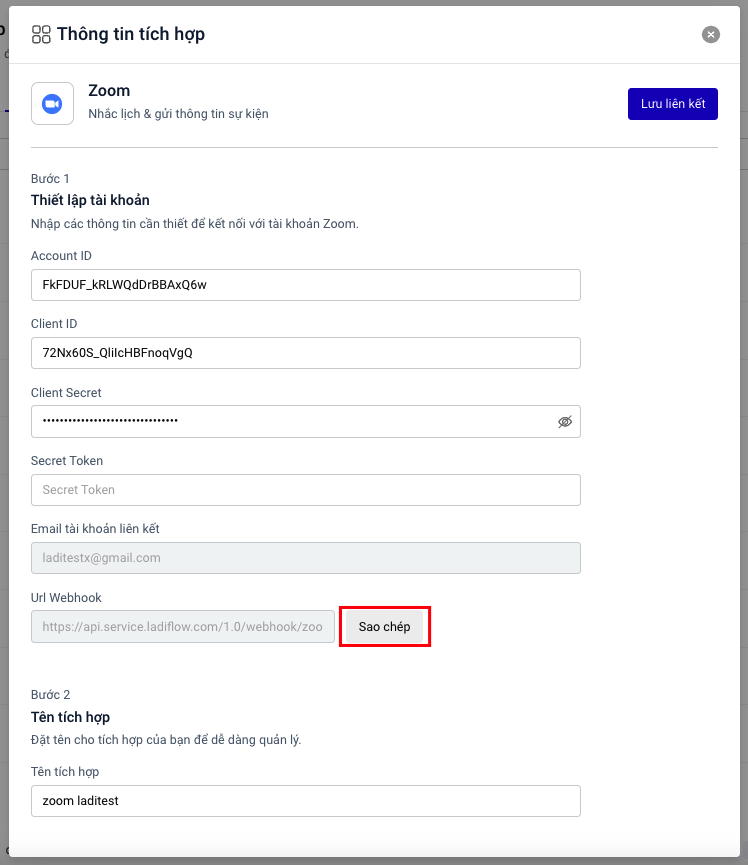 Thông tin tích hợp
Zoom
Nhắc lịch & gửi thông tin sự kiện
Lưu liên kết
Bước 1
Thiết lập tài khoản
Nhập các thông tin cần thiết để kết nối với tài khoản Zoom.
Account ID
FkFDUF_kRLWQdDrBBAxQ6w
Client ID
72Nx60S_QliIcHBFnoqVgQ
Client Secret
••••••••••••••••••••••••••••••••
Secret Token
Secret Token
Email tài khoản liên kết
laditestx@gmail.com
Url Webhook
https://api.service.ladiflow.com/1.0/webhook/zoo
Sao chép
Bước 2
Tên tích hợp
Đặt tên cho tích hợp của bạn để dễ dàng quản lý.
Tên tích hợp
zoom laditest